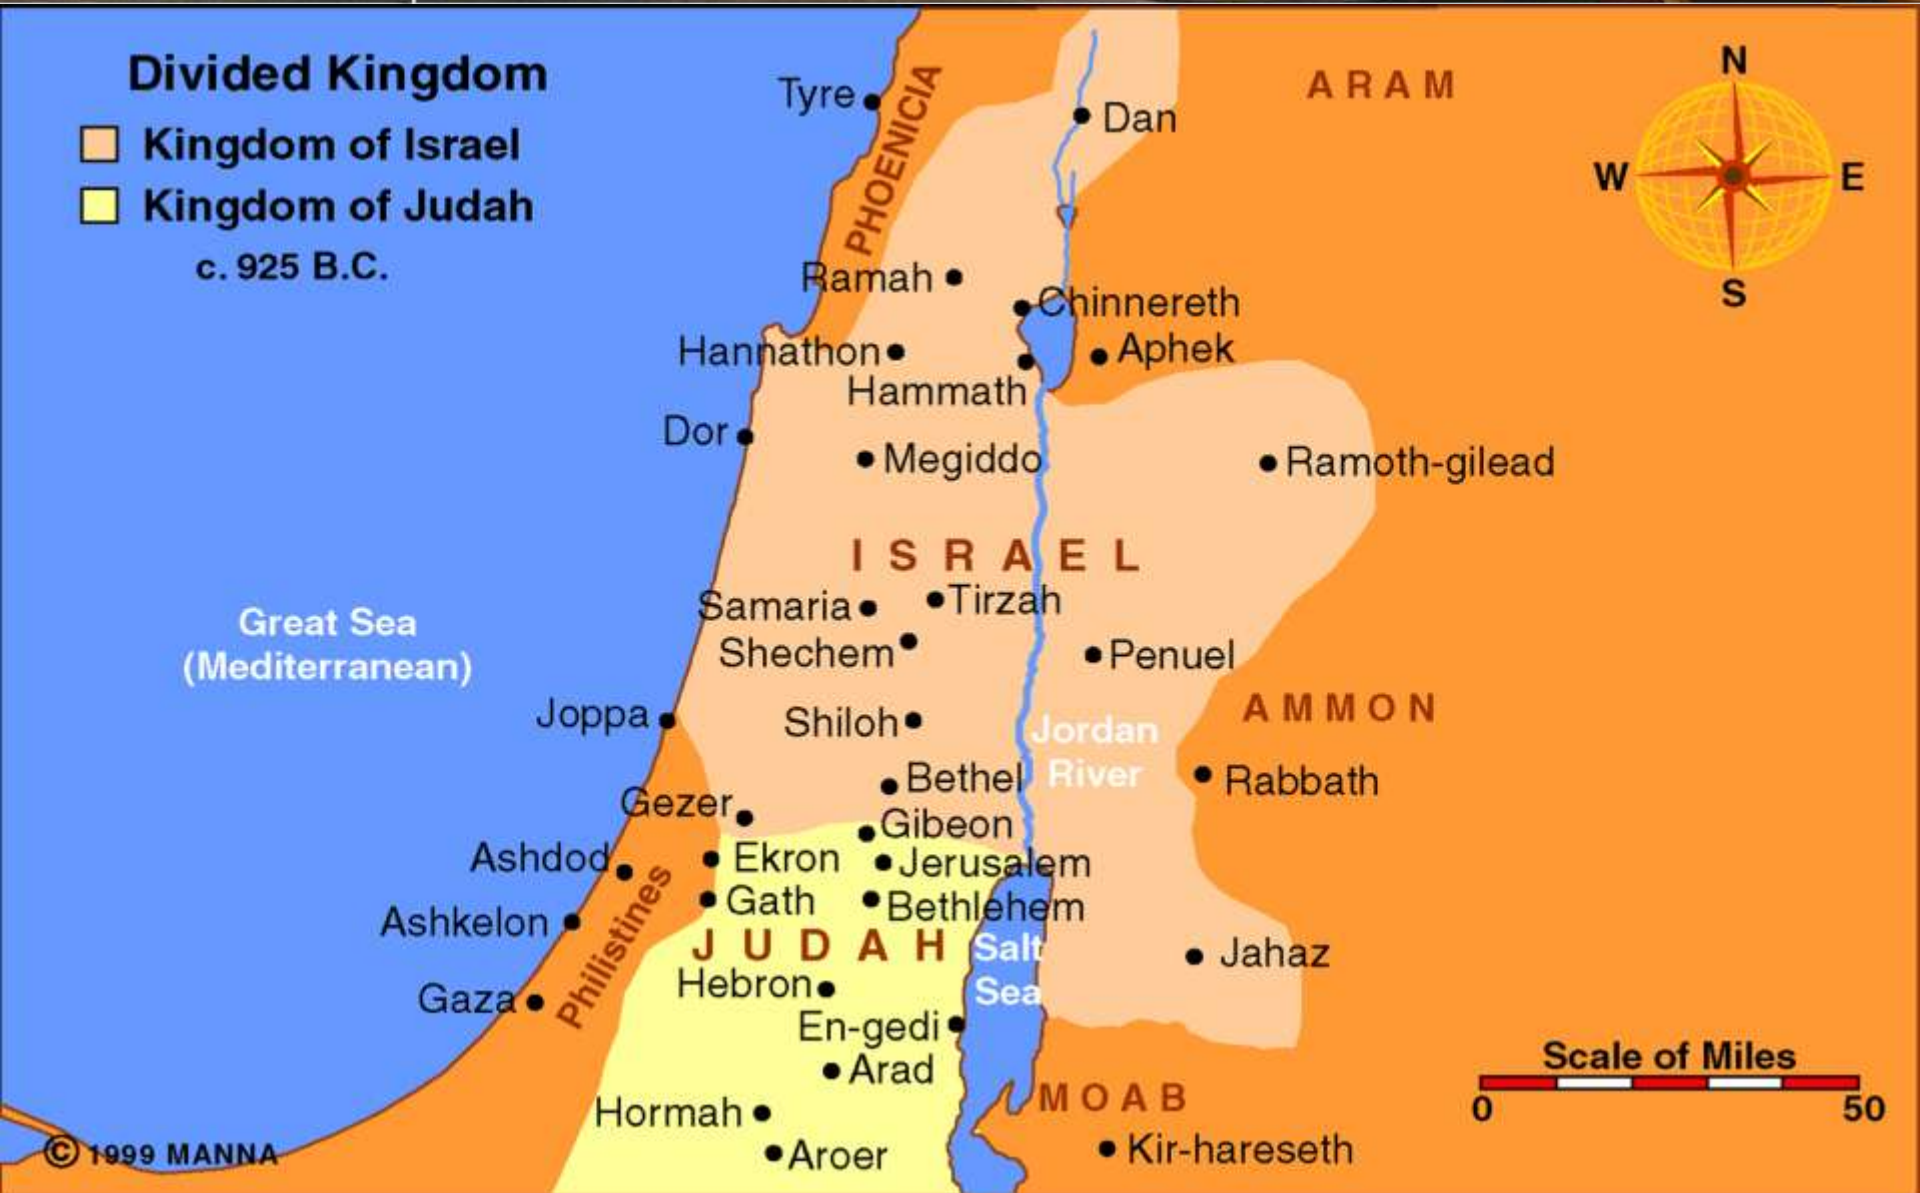 Divided Kingdom
Kingdom of Israel
Kingdom of Judah
c. 925 B.C.
Tyre
PHOENICIA
Dan
ARAM
N
W
E
S
Ramah
Chinnereth
Hannathon
Aphek
Hammath
Dor
Megiddo
Ramoth-gilead
ISRAEL
Samaria
Tirzah
Great Sea
(Mediterranean)
Shechem
Penuel
Joppa
Shiloh
AMMON
Jordan
River
Bethel
Rabbath
Gezer
Gibeon
Ashdod
Ekron
Jerusalem
Gath
Bethlehem
Ashkelon
Philistines
JUDAH
Salt
Sea
Jahaz
Hebron
Gaza
En-gedi
Arad
Scale of Miles
0 50
MOAB
Hormah
Kir-hareseth
Aroer
© 1999 MANNA